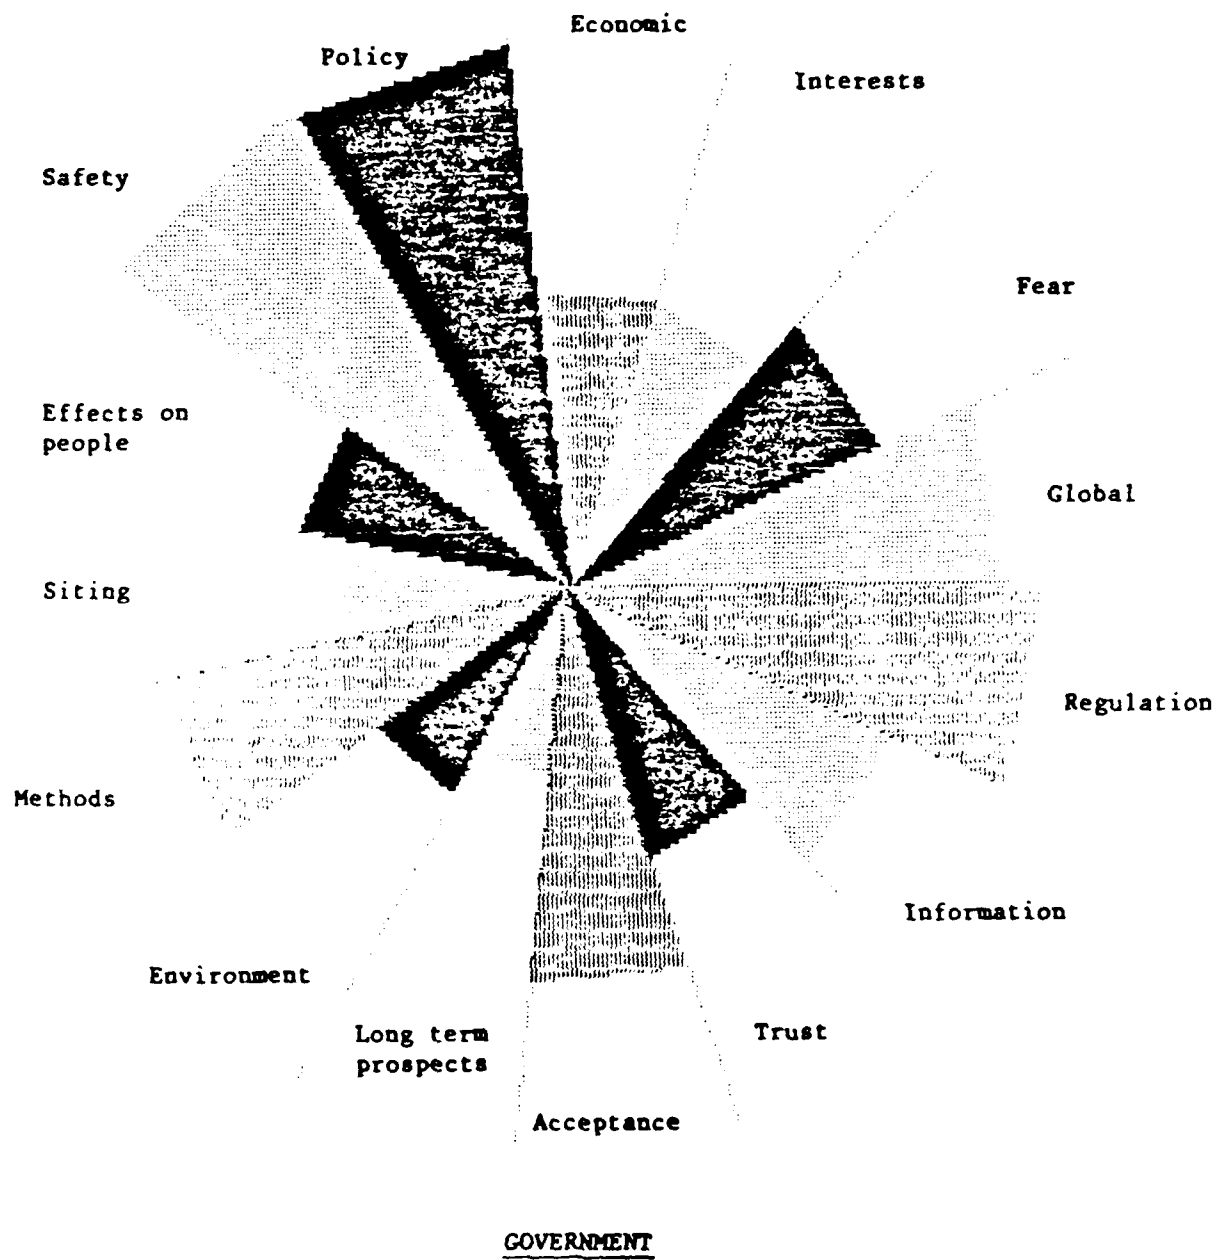 Economic
Policy
Interests
Safety
Fear
Effects on
people
Global
Siting
Regulation
Methods
Information
Environment
Long term
prospects
Trust
Acceptance
GOVERNMENT